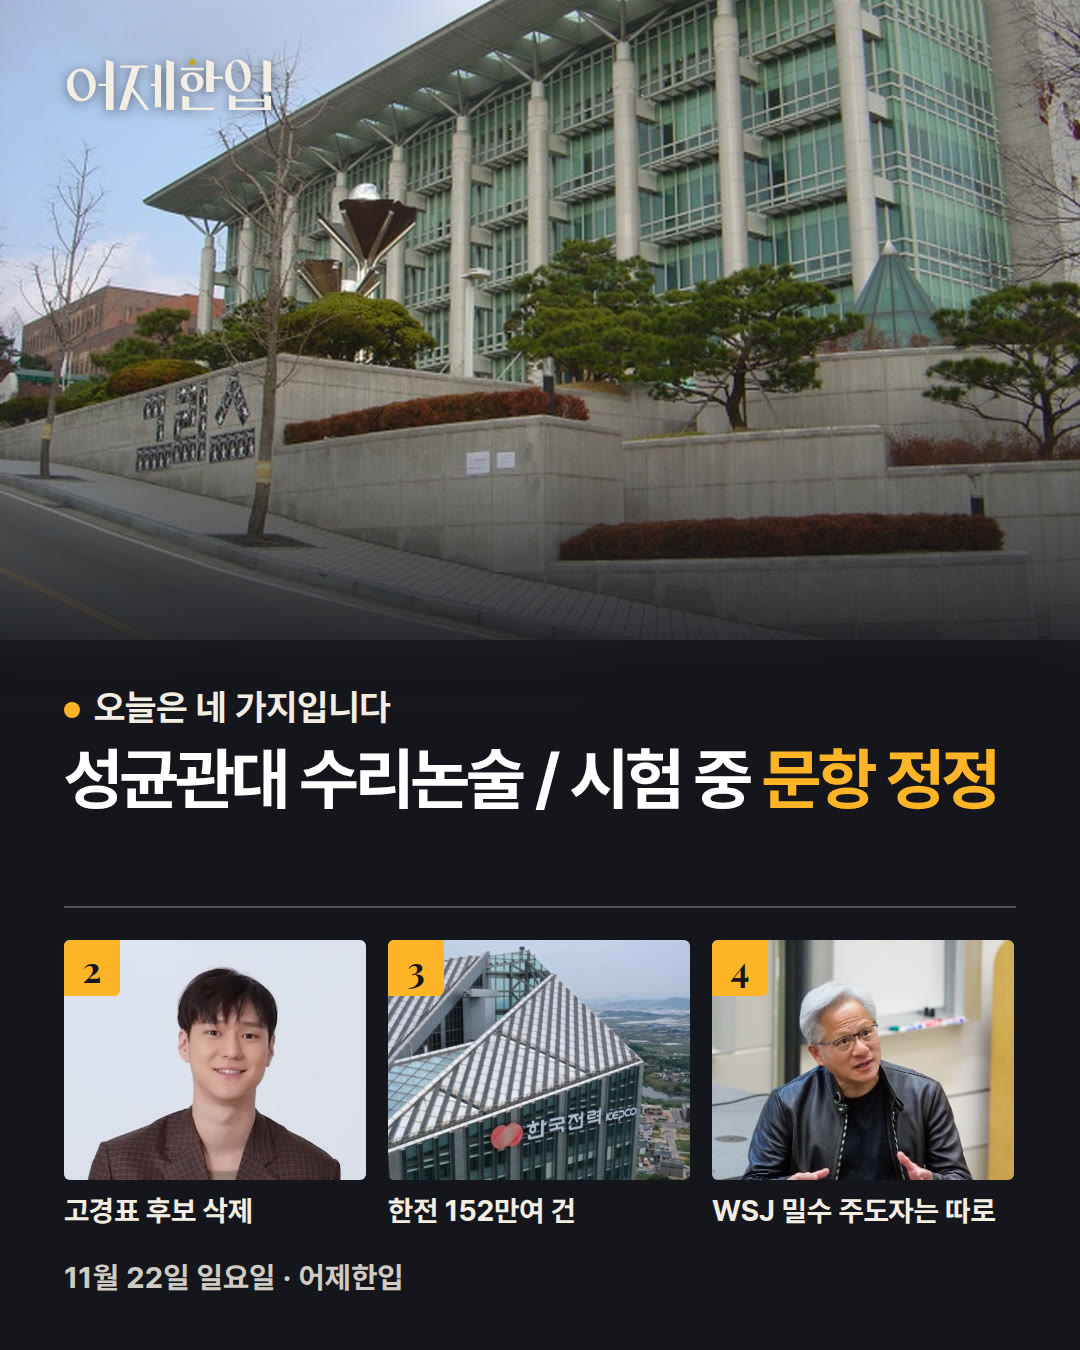 어제한입
오늘은 네 가지입니다
성균관대 수리논술 / 시험 중 문항 정정
2
3
4
한국전력 KEPCO
고경표 후보 삭제
한전 152만여 건
WSJ 밀수 주도자는 따로
11월 22일 일요일 · 어제한입